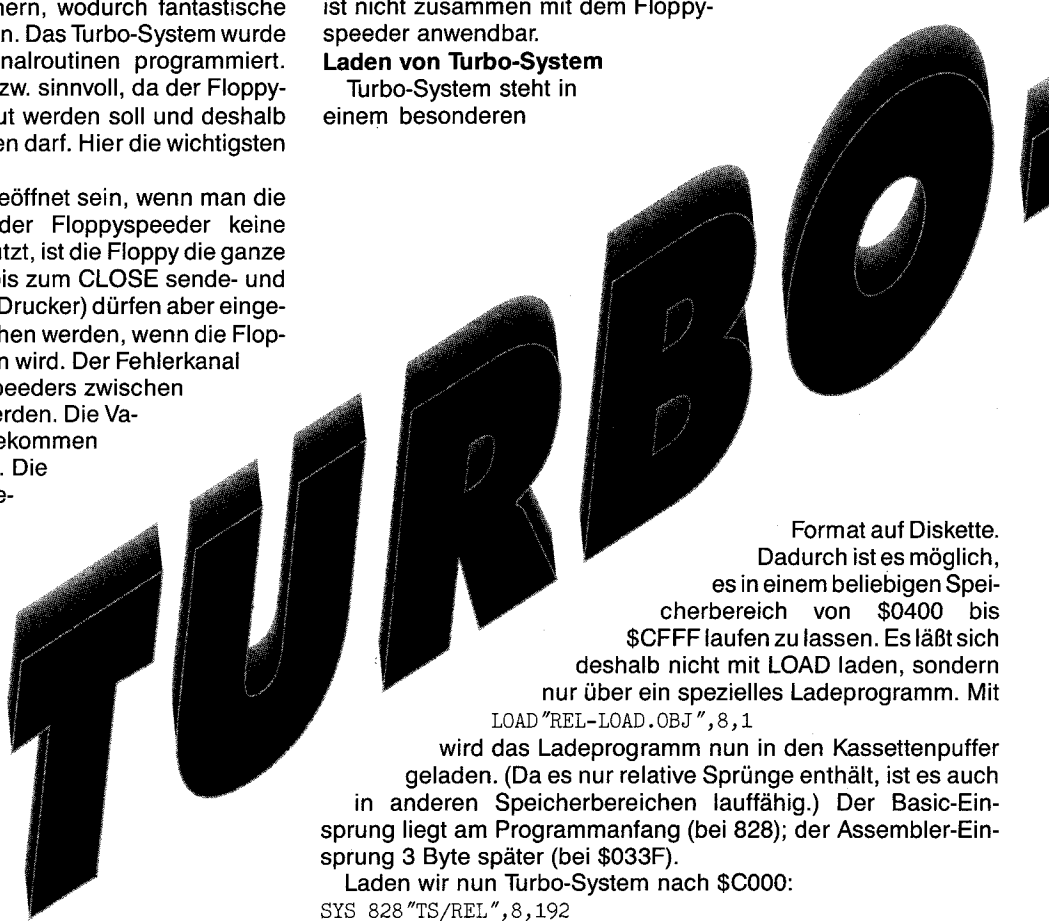 nern, wodurch fantastische
n. Das Turbo-System wurde
nalroutinen programmiert.
zw. sinnvoll, da der Floppy-
ut werden soll und deshalb
en darf. Hier die wichtigsten
eöffnet sein, wenn man die
der Floppyspeeder keine
utzt, ist die Floppy die ganze
bis zum CLOSE sende- und
Drucker) dürfen aber einge-
chen werden, wenn die Flop-
n wird. Der Fehlerkanal
peeders zwischen
erden. Die Va-
ekommen
. Die
e-
ist nicht zusammen mit dem Floppy-
speeder anwendbar.
Laden von Turbo-System
Turbo-System steht in
einem besonderen
TURBO-
Format auf Diskette.
Dadurch ist es möglich,
es in einem beliebigen Spei-
cherbereich von $0400 bis
$CFFF laufen zu lassen. Es läßt sich
deshalb nicht mit LOAD laden, sondern
nur über ein spezielles Ladeprogramm. Mit
LOAD"REL-LOAD.OBJ",8,1
wird das Ladeprogramm nun in den Kassettenpuffer
geladen. (Da es nur relative Sprünge enthält, ist es auch
in anderen Speicherbereichen lauffähig.) Der Basic-Ein-
sprung liegt am Programmanfang (bei 828); der Assembler-Ein-
sprung 3 Byte später (bei $033F).
Laden wir nun Turbo-System nach $C000:
SYS 828"TS/REL",8,192